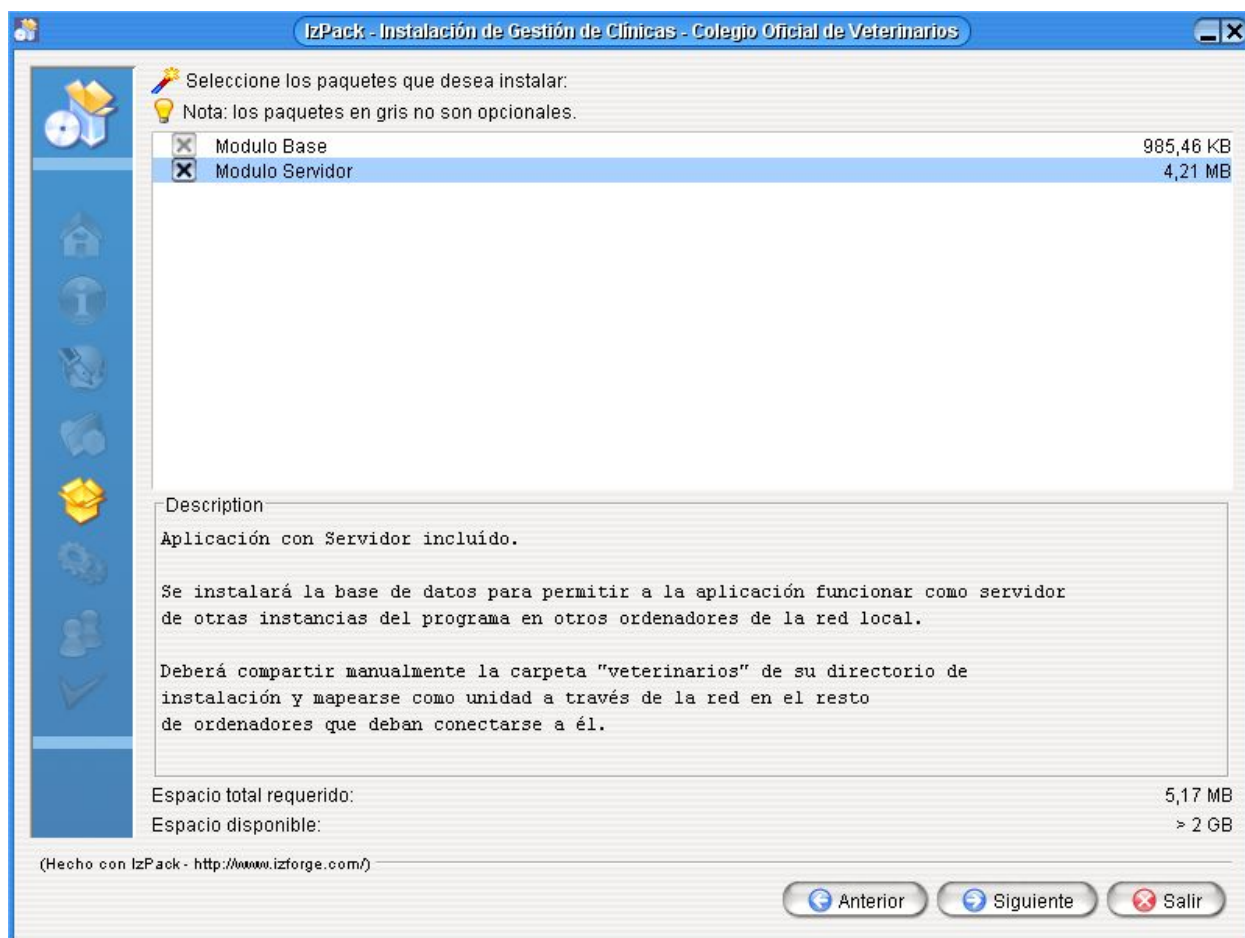 IzPack - Instalación de Gestión de Clínicas - Colegio Oficial de Veterinarios
Seleccione los paquetes que desea instalar:
Nota: los paquetes en gris no son opcionales.
Modulo Base 985,46 KB
Modulo Servidor 4,21 MB
Description
Aplicación con Servidor incluído.
Se instalará la base de datos para permitir a la aplicación funcionar como servidor
de otras instancias del programa en otros ordenadores de la red local.
Deberá compartir manualmente la carpeta "veterinarios" de su directorio de
instalación y mapearse como unidad a través de la red en el resto
de ordenadores que deban conectarse a él.
Espacio total requerido: 5,17 MB
Espacio disponible: > 2 GB
(Hecho con IzPack - http://www.izforge.com/)
Anterior Siguiente Salir